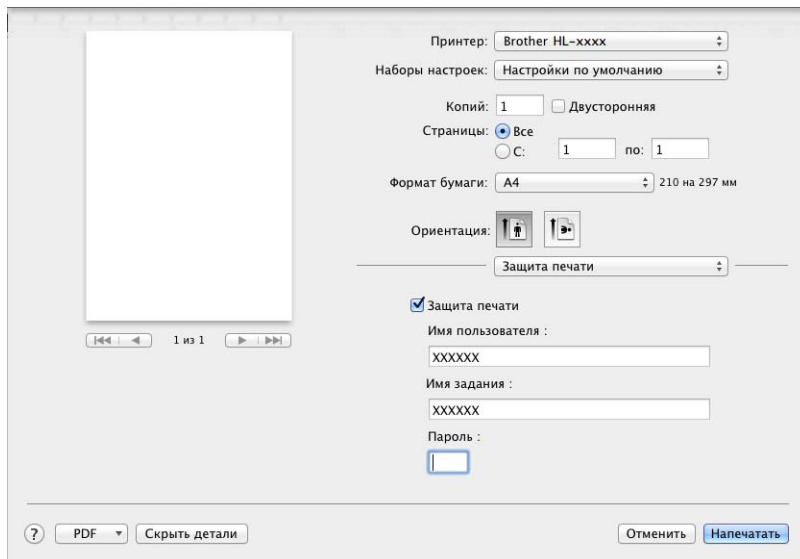 Принтер: Brother HL-xxxx
Наборы настроек: Настройки по умолчанию
Копий: 1 Двусторонняя
Страницы: Все
С: 1 по: 1
Формат бумаги: A4 210 на 297 мм
Ориентация:
Защита печати
Защита печати
Имя пользователя :
XXXXXX
Имя задания :
XXXXXX
Пароль :
1 из 1
? PDF Скрыть детали Отменить Напечатать